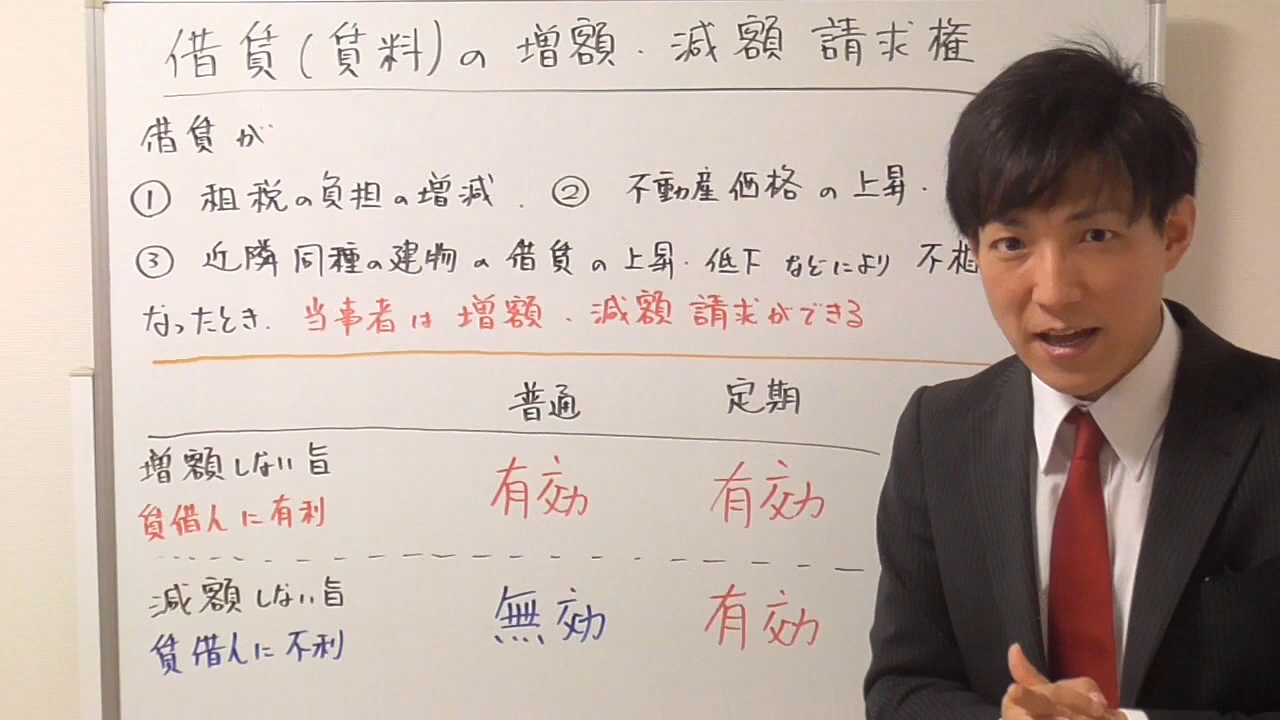 借賃(賃料)の増額・減額請求権
借賃が
① 租税の負担の増減. ② 不動産価格の上昇・
③ 近隣同種の建物の借賃の上昇・低下 などにより 不相
なったとき. 当事者は増額・減額請求ができる
普通 定期
増額しない旨
賃借人に有利 有効 有効
減額しない旨
賃借人に不利 無効 有効